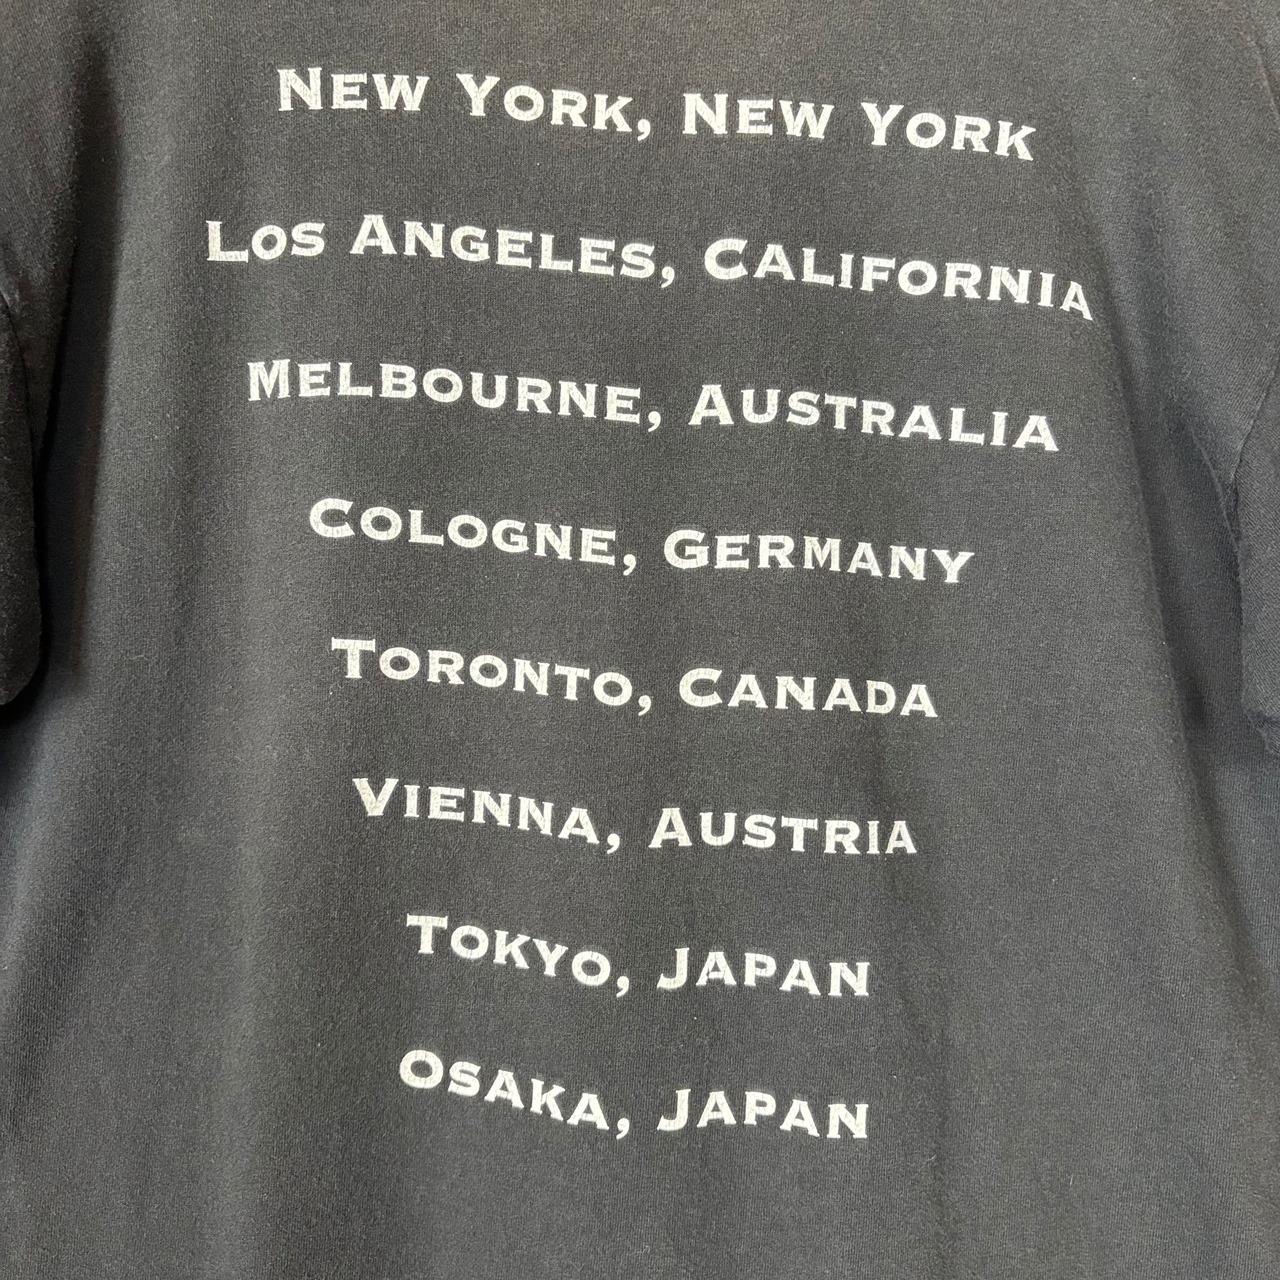 New York, New York
Los Angeles, California
Melbourne, Australia
Cologne, Germany
Toronto, Canada
Vienna, Austria
Tokyo, Japan
Osaka, Japan